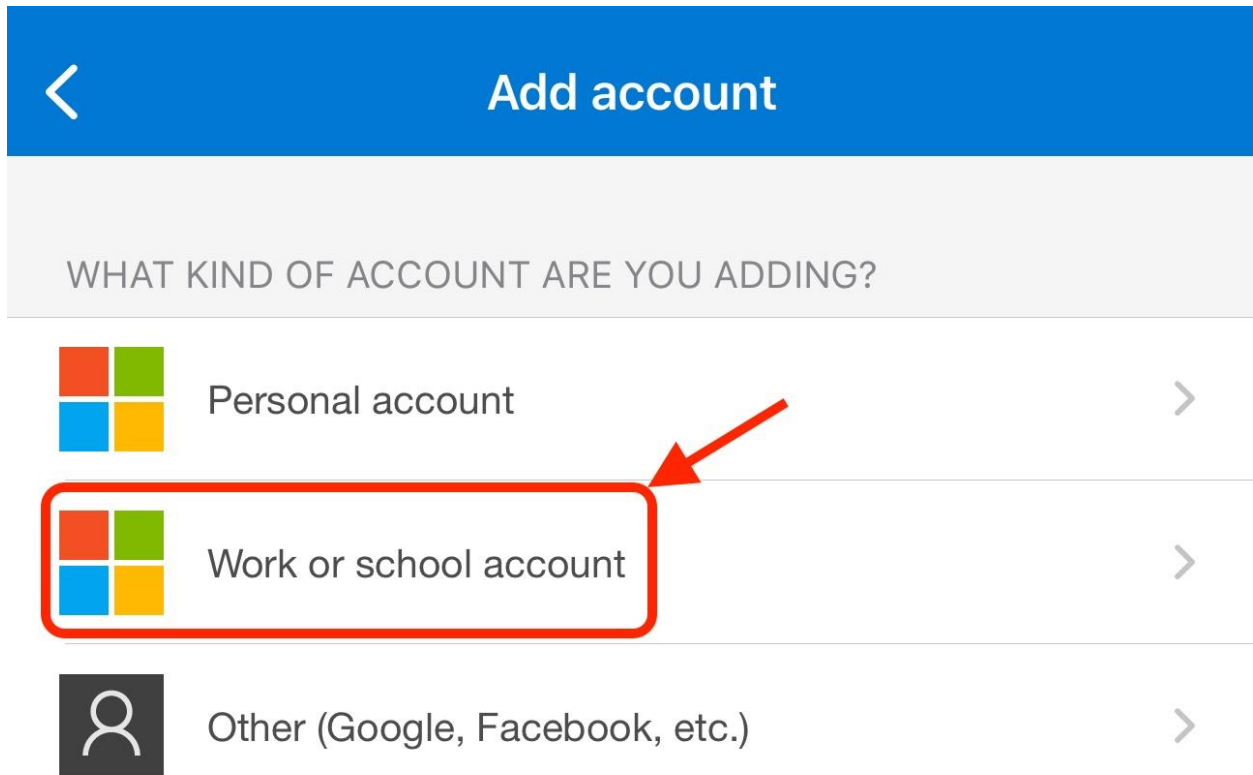 Add account
WHAT KIND OF ACCOUNT ARE YOU ADDING?
Personal account
Work or school account
Other (Google, Facebook, etc.)